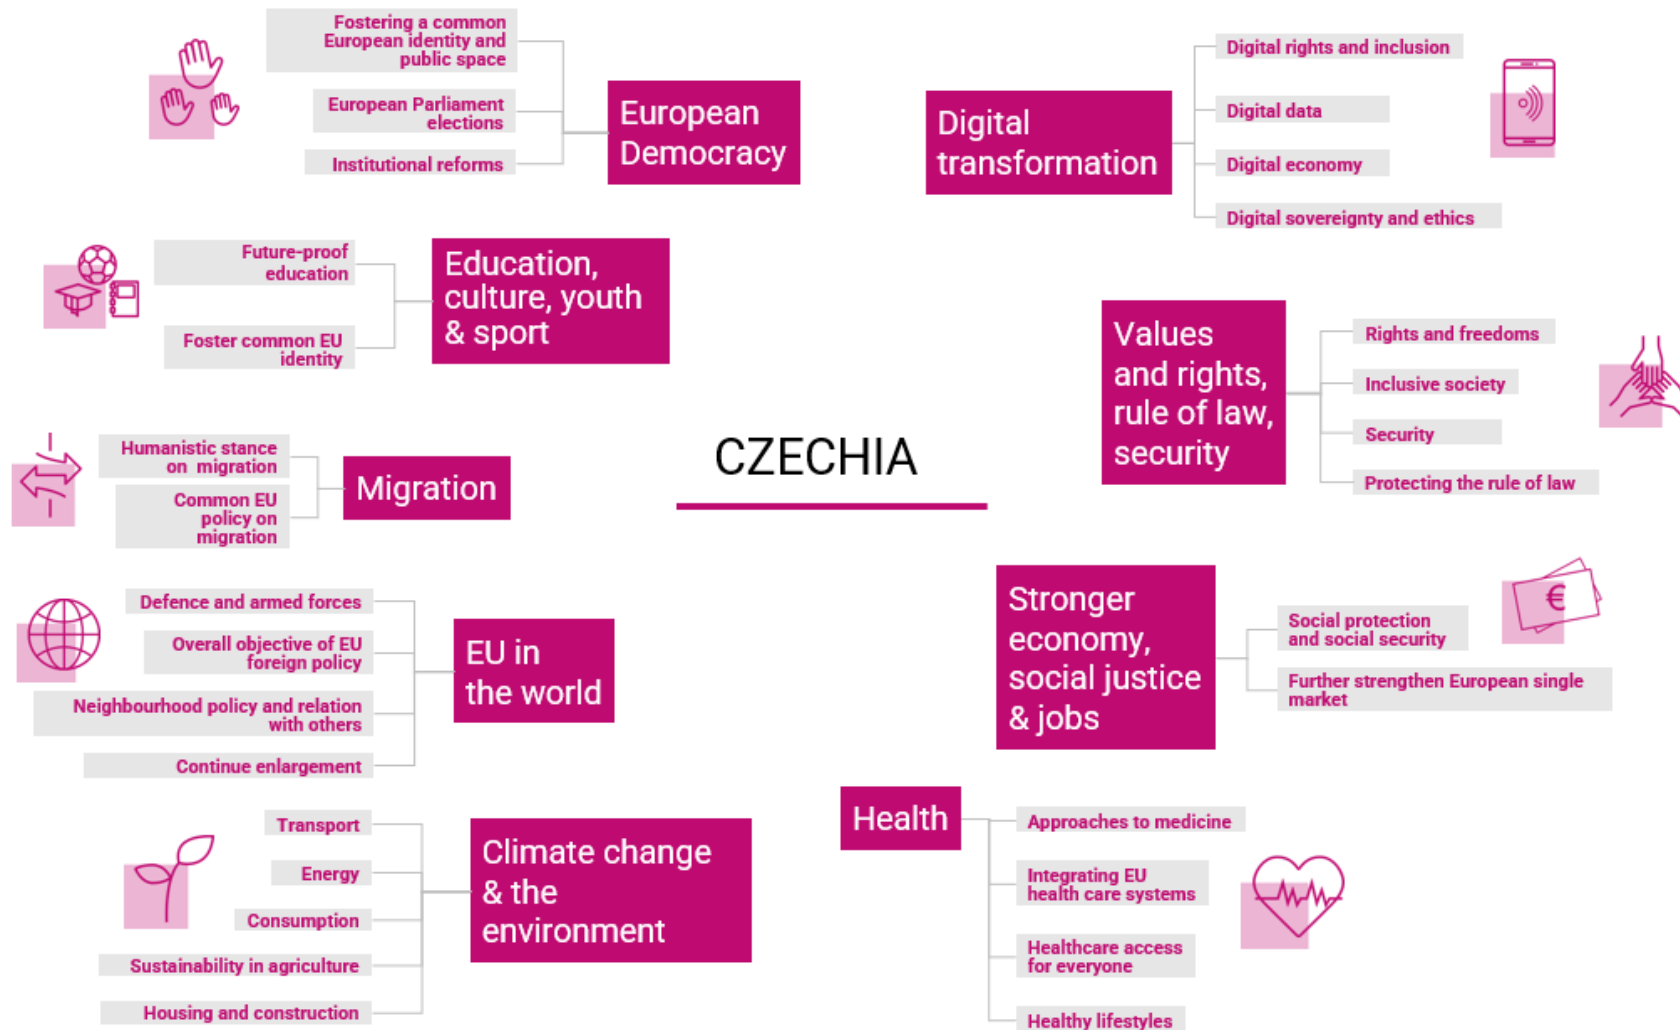 CZECHIA
Fostering a common
European identity and
public space
European Parliament
elections
Institutional reforms
European
Democracy
Future-proof
education
Foster common EU
identity
Education,
culture, youth
& sport
Humanistic stance
on migration
Common EU
policy on
migration
Migration
Defence and armed forces
Overall objective of EU
foreign policy
Neighbourhood policy and relation
with others
Continue enlargement
EU in
the world
Transport
Energy
Consumption
Sustainability in agriculture
Housing and construction
Climate change
& the
environment
Digital
transformation
Digital rights and inclusion
Digital data
Digital economy
Digital sovereignty and ethics
Values
and rights,
rule of law,
security
Rights and freedoms
Inclusive society
Security
Protecting the rule of law
Stronger
economy,
social justice
& jobs
Social protection
and social security
Further strengthen European single
market
€
Health
Approaches to medicine
Integrating EU
health care systems
Healthcare access
for everyone
Healthy lifestyles